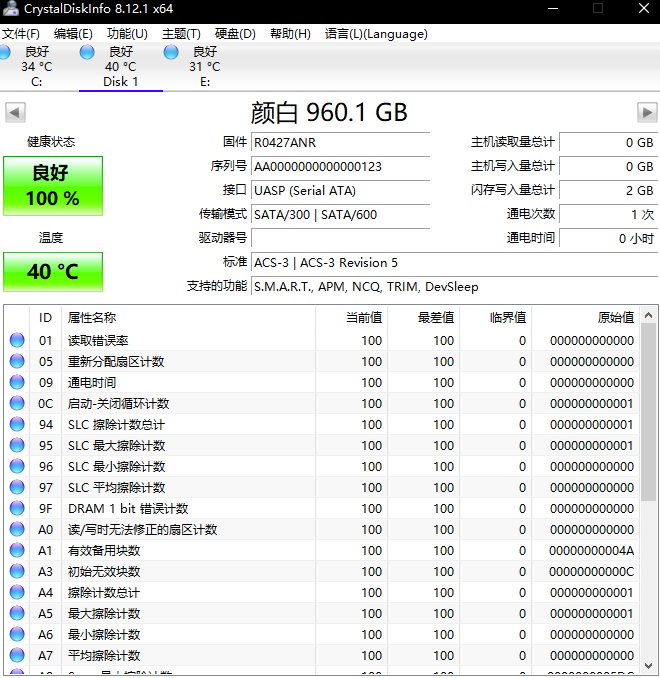 CrystalDiskInfo 8.12.1 x64
文件(F) 编辑(E) 功能(U) 主题(T) 硬盘(D) 帮助(H) 语言(L)(Language)
良好 良好 良好
34 °C 40 °C 31 °C
C: Disk 1 E:
颜白 960.1 GB
健康状态
良好
100 %
温度
40 °C
固件 R0427ANR
序列号 AA0000000000000123
接口 UASP (Serial ATA)
传输模式 SATA/300 | SATA/600
驱动器号
标准 ACS-3 | ACS-3 Revision 5
支持的功能 S.M.A.R.T., APM, NCQ, TRIM, DevSleep
主机读取量总计 0 GB
主机写入量总计 0 GB
闪存写入量总计 2 GB
通电次数 1 次
通电时间 0 小时
ID 属性名称 当前值 最差值 临界值 原始值
01 读取错误率 100 100 0 000000000000
05 重新分配扇区计数 100 100 0 000000000000
09 通电时间 100 100 0 000000000000
0C 启动-关闭循环计数 100 100 0 000000000001
94 SLC 擦除计数总计 100 100 0 000000000001
95 SLC 最大擦除计数 100 100 0 000000000001
96 SLC 最小擦除计数 100 100 0 000000000000
97 SLC 平均擦除计数 100 100 0 000000000000
9F DRAM 1 bit 错误计数 100 100 0 000000000000
A0 读/写时无法修正的扇区计数 100 100 0 000000000000
A1 有效备用块数 100 100 0 00000000004A
A3 初始无效块数 100 100 0 00000000000C
A4 擦除计数总计 100 100 0 000000000001
A5 最大擦除计数 100 100 0 000000000001
A6 最小擦除计数 100 100 0 000000000000
A7 平均擦除计数 100 100 0 000000000000